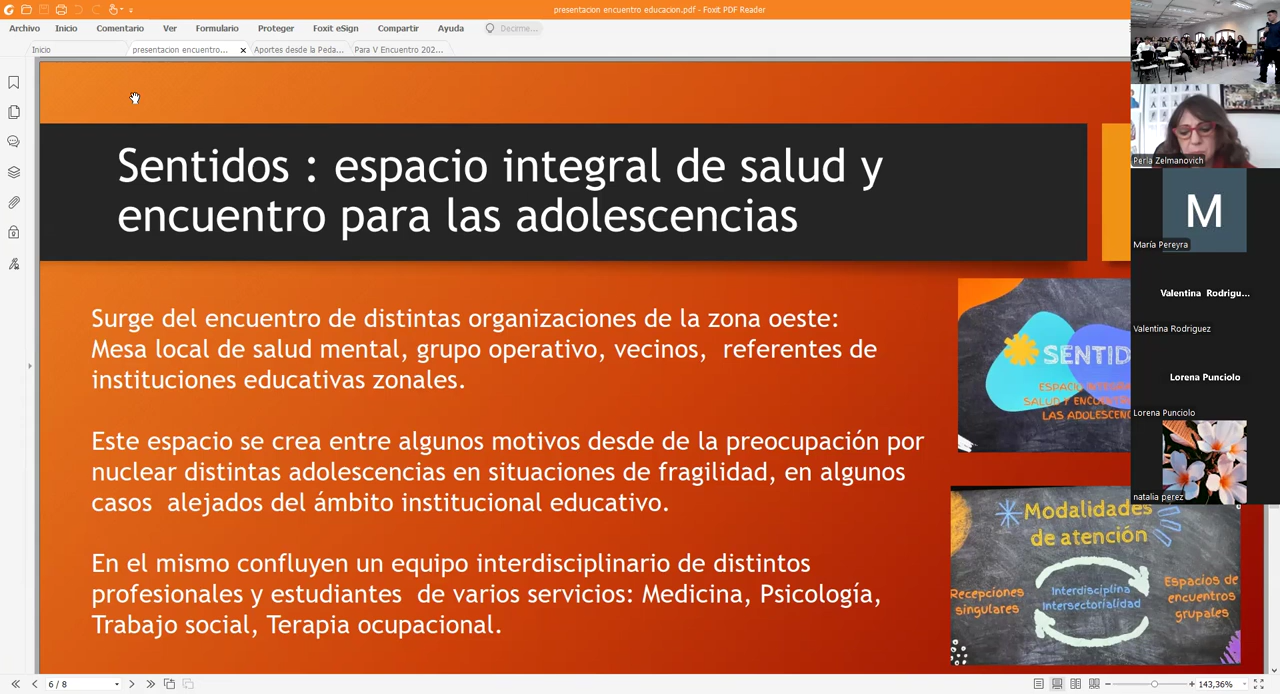 presentacion encuentro educacion.pdf - Foxit PDF Reader
Archivo Inicio Comentario Ver Formulario Proteger Foxit eSign Compartir Ayuda Decirme...
Inicio presentacion encuentro... Aportes desde la Peda... Para V Encuentro 202...
Sentidos : espacio integral de salud y
encuentro para las adolescencias
Surge del encuentro de distintas organizaciones de la zona oeste:
Mesa local de salud mental, grupo operativo, vecinos, referentes de
instituciones educativas zonales.
Este espacio se crea entre algunos motivos desde de la preocupación por
nuclear distintas adolescencias en situaciones de fragilidad, en algunos
casos alejados del ámbito institucional educativo.
En el mismo confluyen un equipo interdisciplinario de distintos
profesionales y estudiantes de varios servicios: Medicina, Psicología,
Trabajo social, Terapia ocupacional.
SENTID
ESPACIO INTEGRA
SALUD Y ENCUENTR
LAS ADOLESCENC
Modalidades
de atención
Recepciones
singulares
Interdisciplina
Intersectorialidad
Espacios de
encuentros
grupales
Perla Zelmanovich
M
María Pereyra
Valentina Rodrigu...
Valentina Rodriguez
Lorena Punciolo
Lorena Punciolo
natalia perez
6 / 8
143,36%